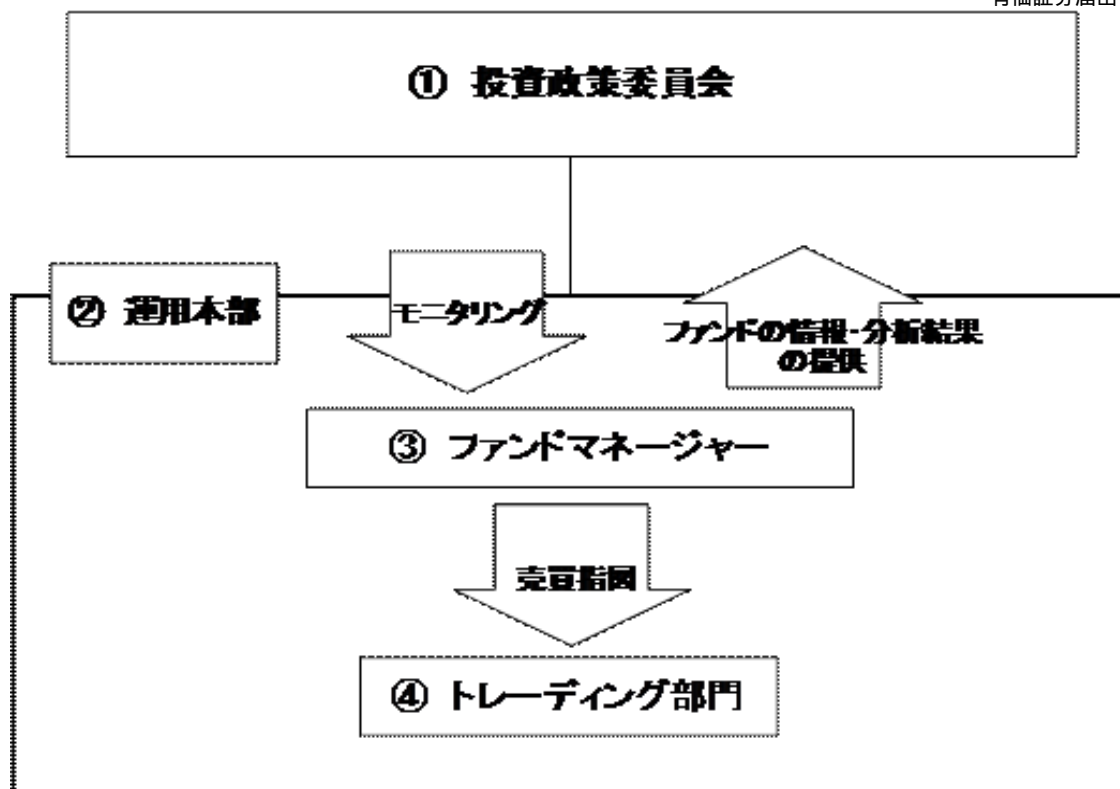 ① 投資政策委員会
② 運用本部
モニタリング
ファンドの情報・分析結果
の提供
③ ファンドマネージャー
売買指図
④ トレーディング部門